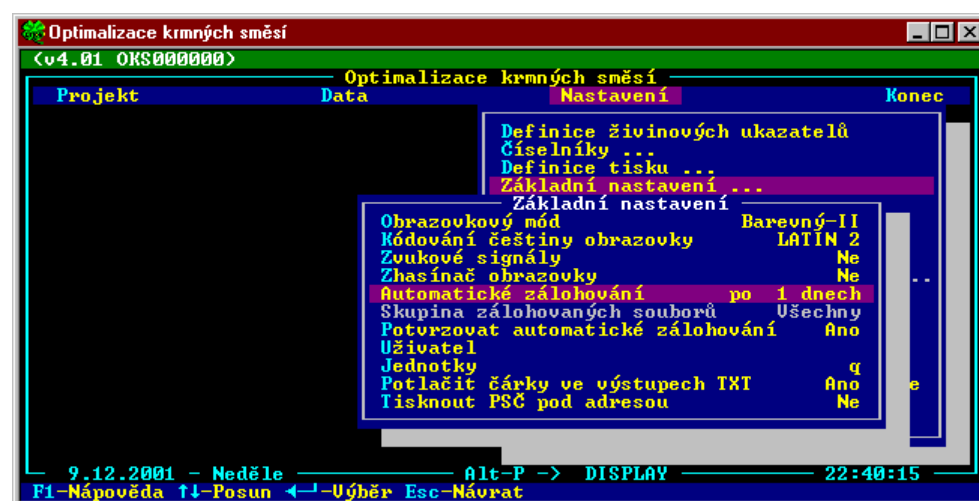 Optimalizace krmných směsí
(v4.01 OKS000000)
Optimalizace krmných směsí
Projekt Data Nastavení Konec
Definice živinových ukazatelů
Číselníky ...
Definice tisku ...
Základní nastavení ...
Základní nastavení
Obrazovkový mód Barevný-II
Kódování češtiny obrazovky LATIN 2
Zvukové signály Ne
Zhasínač obrazovky Ne
..
Automatické zálohování po 1 dnech
Skupina zálohovaných souborů Všechny
Potvrzovat automatické zálohování Ano
Uživatel
Jednotky q
Potlačit čárky ve výstupech TXT Ano
e
Tisknout PSČ pod adresou Ne
9.12.2001 - Neděle Alt-P -> DISPLAY 22:40:15
F1-Nápověda ↑↓-Posun ◄─┘-Výběr Esc-Návrat